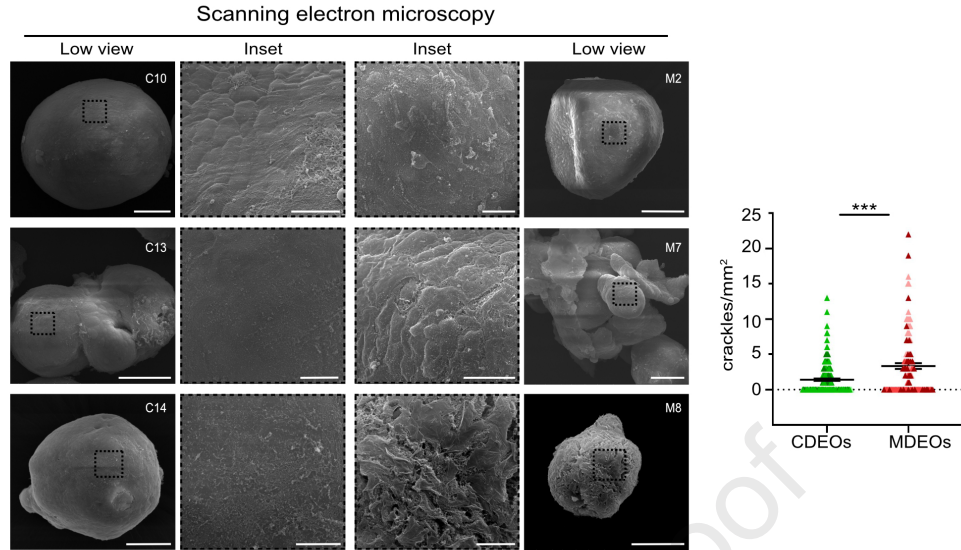 Scanning electron microscopy
Low view Inset Inset Low view
C10
M2
C13
M7
C14
M8
***
crackles/mm²
25
20
15
10
5
0
CDEOs MDEOs
oof